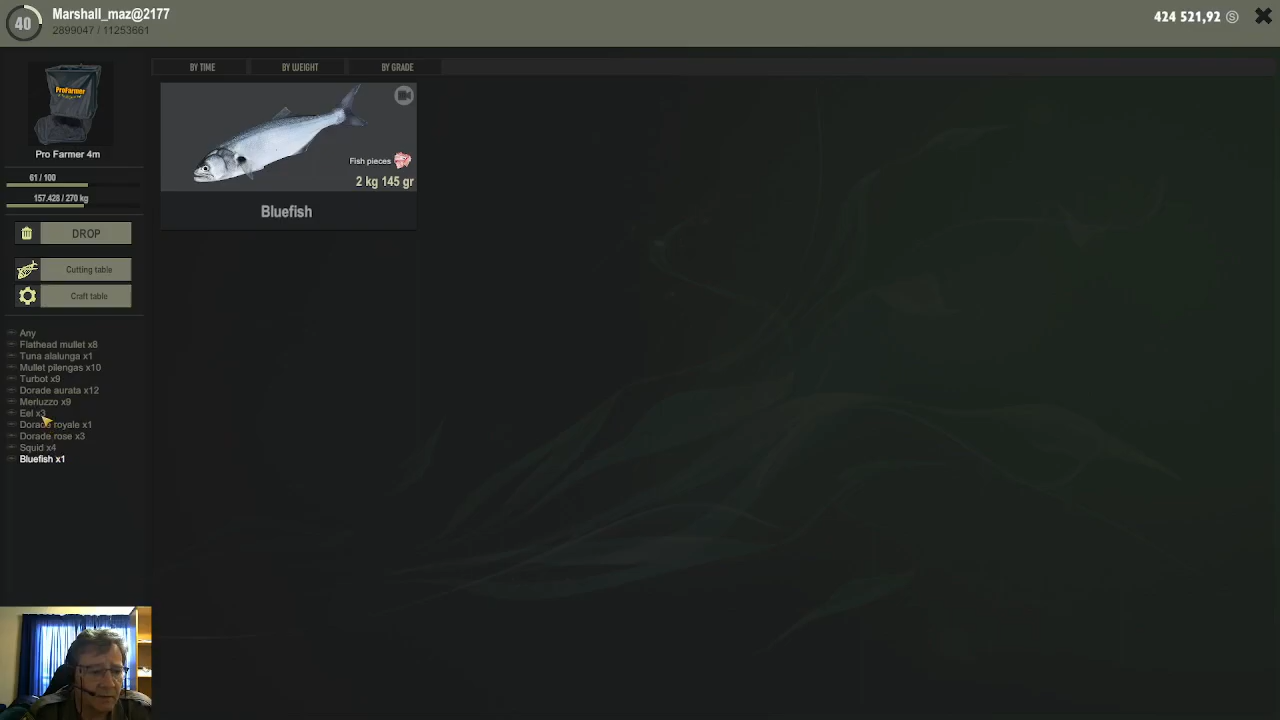 40
Marshall_maz@2177
2899047 / 11253661
424 521,92
BY TIME
BY WEIGHT
BY GRADE
ProFarmer
Pro Farmer 4m
61 / 100
157.428 / 270 kg
DROP
Cutting table
Craft table
Any
Flathead mullet x8
Tuna alalunga x1
Mullet pilengas x10
Turbot x9
Dorade aurata x12
Merluzzo x9
Eel x3
Dorade royale x1
Dorade rose x3
Squid x4
Bluefish x1
Fish pieces
2 kg 145 gr
Bluefish